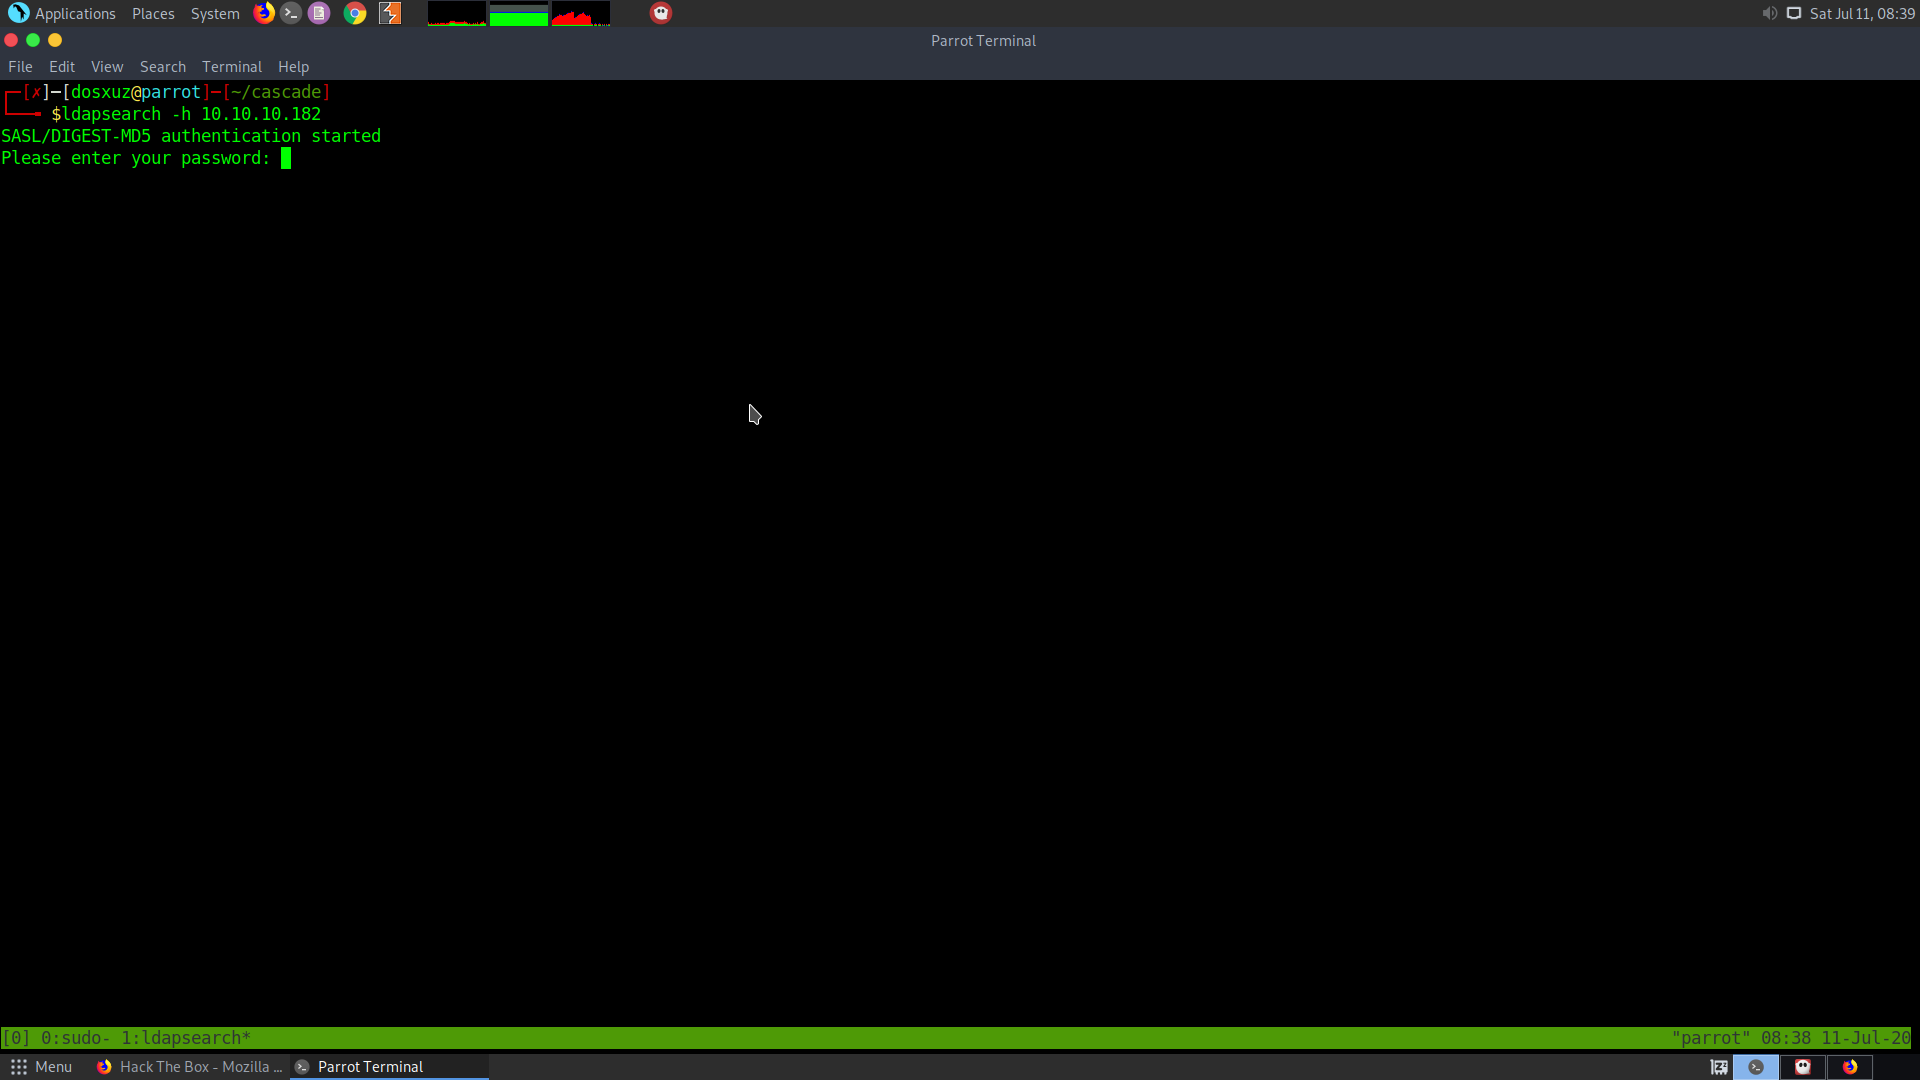 Applications Places System Sat Jul 11, 08:39
Parrot Terminal
File Edit View Search Terminal Help
┌─[✗]─[dosxuz@parrot]─[~/cascade]
└──╼ $ldapsearch -h 10.10.10.182
SASL/DIGEST-MD5 authentication started
Please enter your password:
[0] 0:sudo- 1:ldapsearch* "parrot" 08:38 11-Jul-20
Menu Hack The Box - Mozilla ... Parrot Terminal